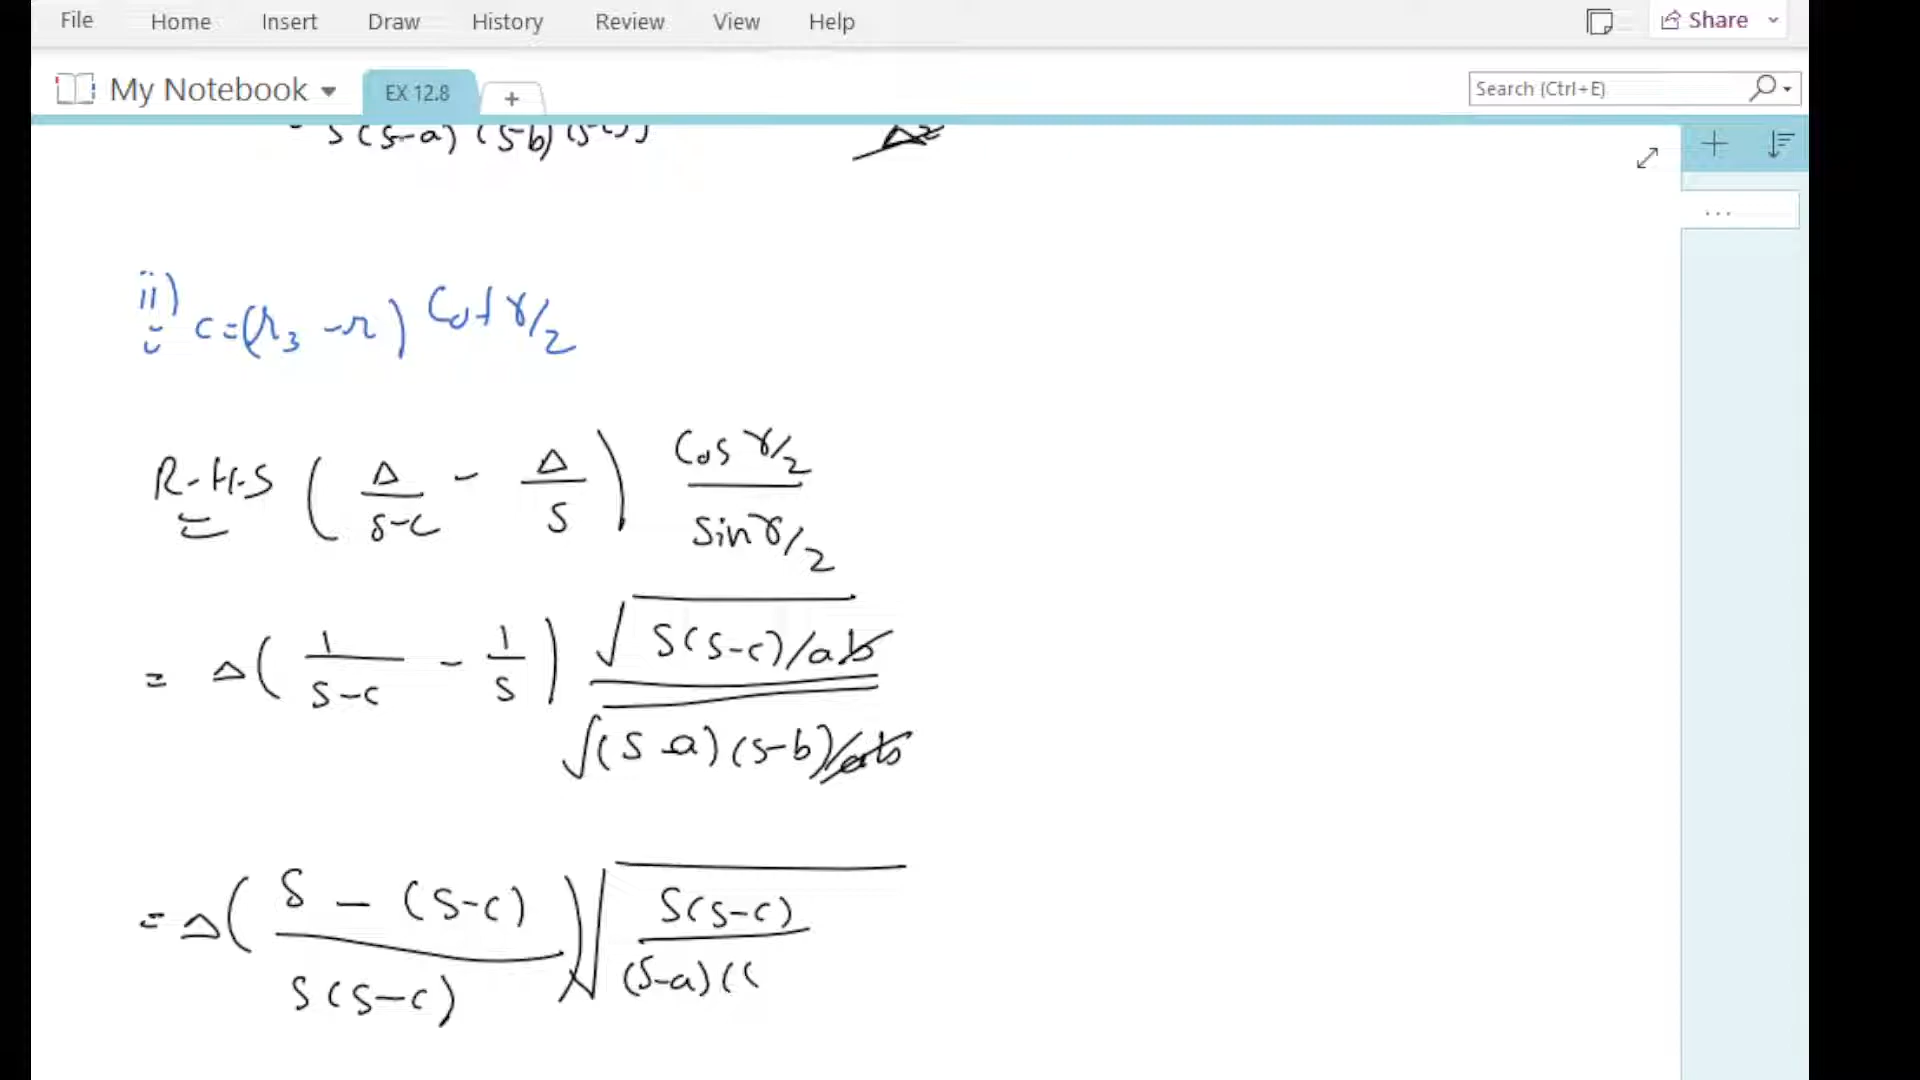 File Home Insert Draw History Review View Help Share
My Notebook EX 12.8 + Search (Ctrl+E)
S(s-a) (s-b) (s-c) Δ²
ii) c=(r₃ -r) Cot γ/2
R-H-S ( Δ/s-c - Δ/s ) Cos γ/2 / Sin γ/2
= Δ( 1/s-c - 1/s ) √S(s-c)/ab / √(s-a)(s-b)/ab
= Δ( s - (s-c) / s(s-c) ) √ S(s-c) / (s-a)((
...